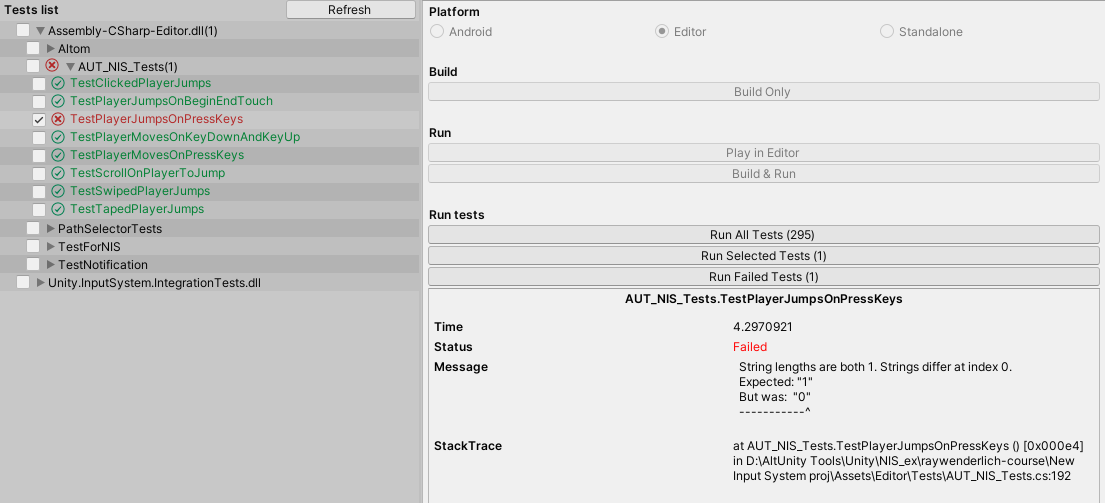 Tests list
Refresh
Assembly-CSharp-Editor.dll(1)
Altom
AUT_NIS_Tests(1)
TestClickedPlayerJumps
TestPlayerJumpsOnBeginEndTouch
TestPlayerJumpsOnPressKeys
TestPlayerMovesOnKeyDownAndKeyUp
TestPlayerMovesOnPressKeys
TestScrollOnPlayerToJump
TestSwipedPlayerJumps
TestTapedPlayerJumps
PathSelectorTests
TestForNIS
TestNotification
Unity.InputSystem.IntegrationTests.dll
Platform
Android
Editor
Standalone
Build
Build Only
Run
Play in Editor
Build & Run
Run tests
Run All Tests (295)
Run Selected Tests (1)
Run Failed Tests (1)
AUT_NIS_Tests.TestPlayerJumpsOnPressKeys
Time
4.2970921
Status
Failed
Message
String lengths are both 1. Strings differ at index 0.
Expected: "1"
But was:  "0"
-----------^
StackTrace
at AUT_NIS_Tests.TestPlayerJumpsOnPressKeys () [0x000e4]
in D:\AltUnity Tools\Unity\NIS_ex\raywenderlich-course\New
Input System proj\Assets\Editor\Tests\AUT_NIS_Tests.cs:192